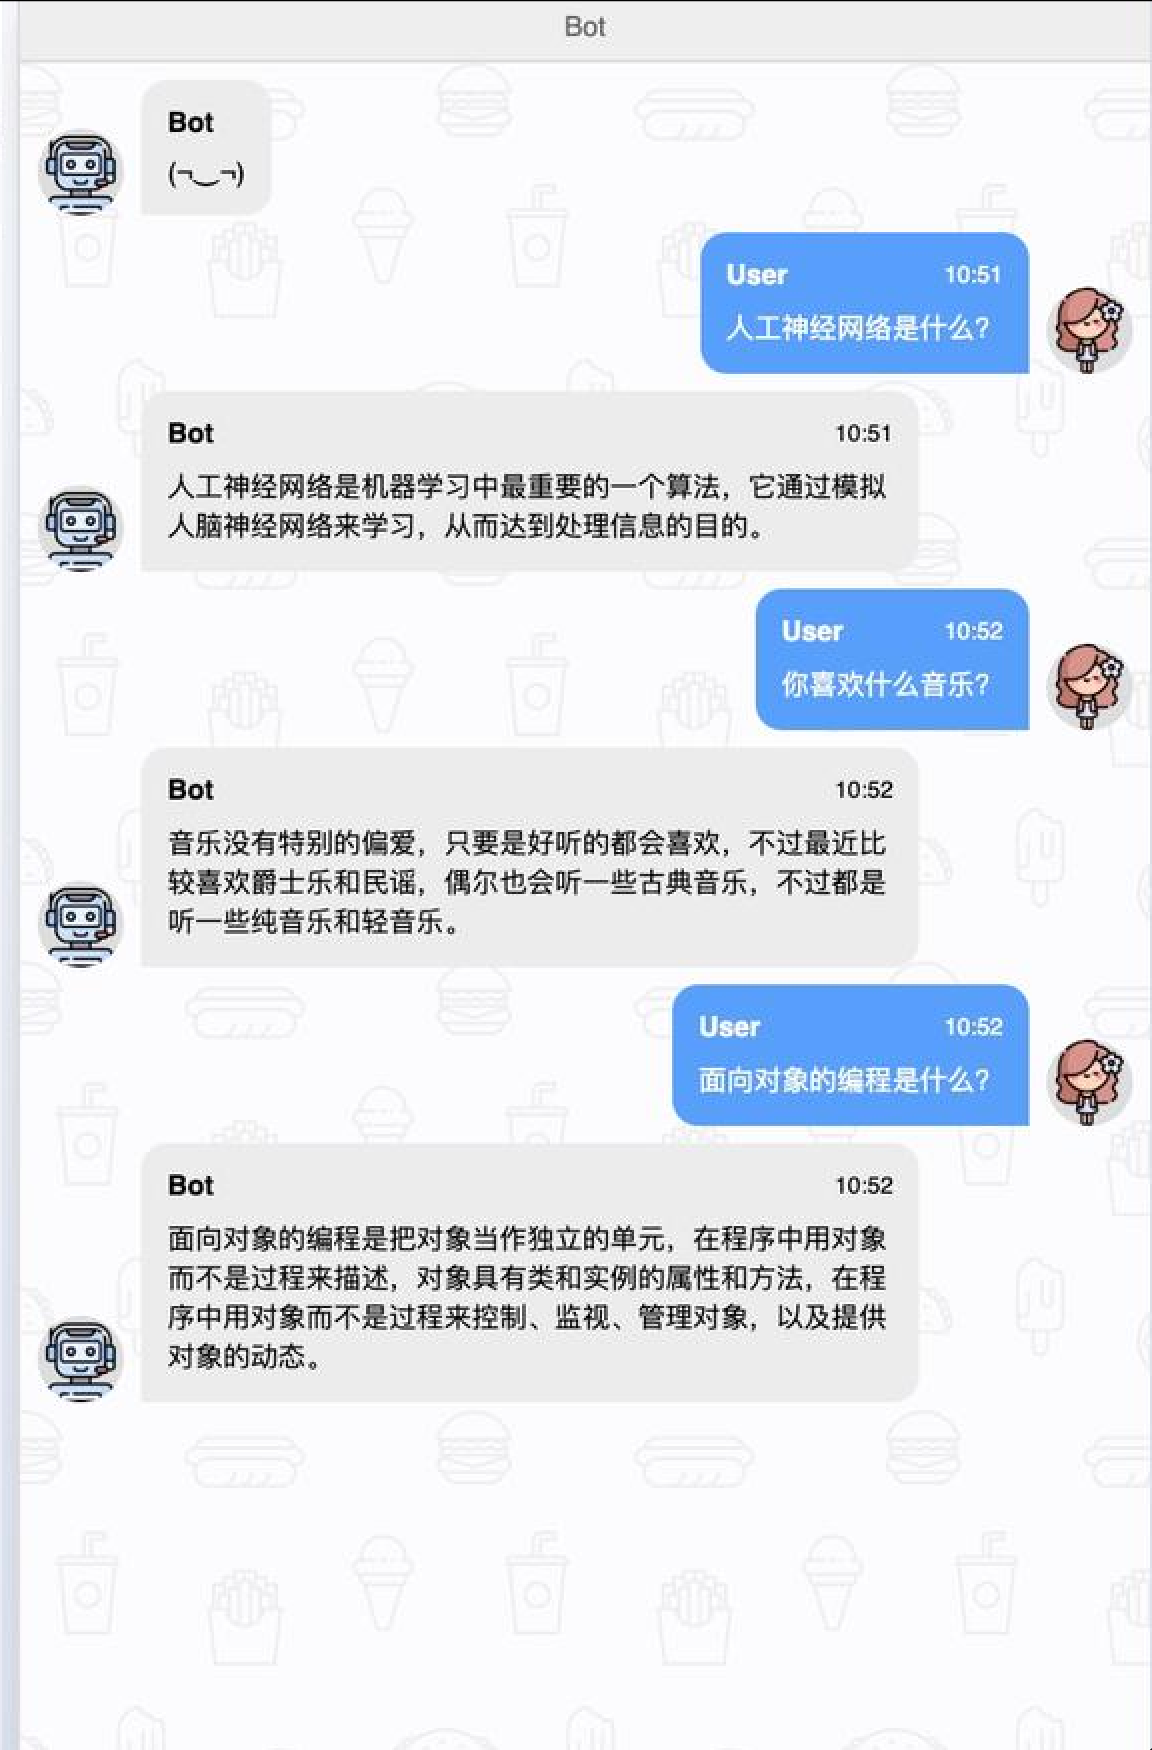 Bot
Bot
(¬‿¬)
User 10:51
人工神经网络是什么?
Bot 10:51
人工神经网络是机器学习中最重要的一个算法，它通过模拟
人脑神经网络来学习，从而达到处理信息的目的。
User 10:52
你喜欢什么音乐?
Bot 10:52
音乐没有特别的偏爱，只要是好听的都会喜欢，不过最近比
较喜欢爵士乐和民谣，偶尔也会听一些古典音乐，不过都是
听一些纯音乐和轻音乐。
User 10:52
面向对象的编程是什么?
Bot 10:52
面向对象的编程是把对象当作独立的单元，在程序中用对象
而不是过程来描述，对象具有类和实例的属性和方法，在程
序中用对象而不是过程来控制、监视、管理对象，以及提供
对象的动态。